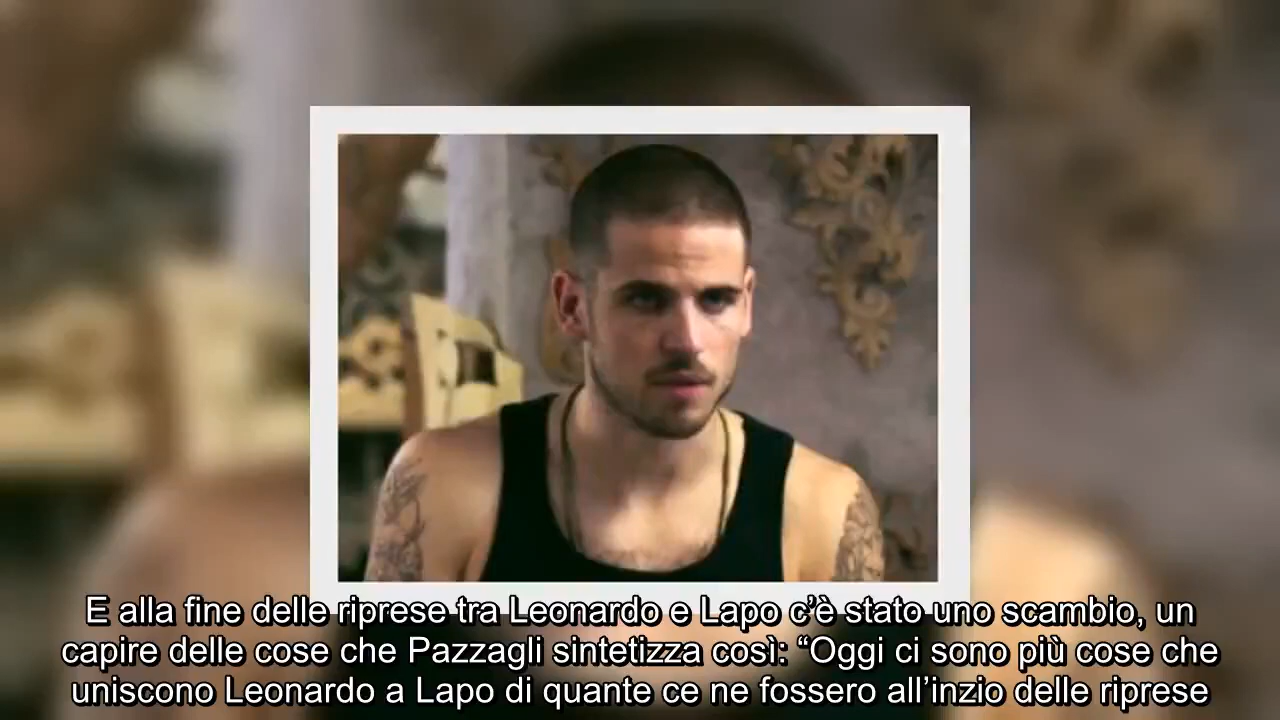 E alla fine delle riprese tra Leonardo e Lapo c’è stato uno scambio, un
capire delle cose che Pazzagli sintetizza così: “Oggi ci sono più cose che
uniscono Leonardo a Lapo di quante ce ne fossero all’inzio delle riprese